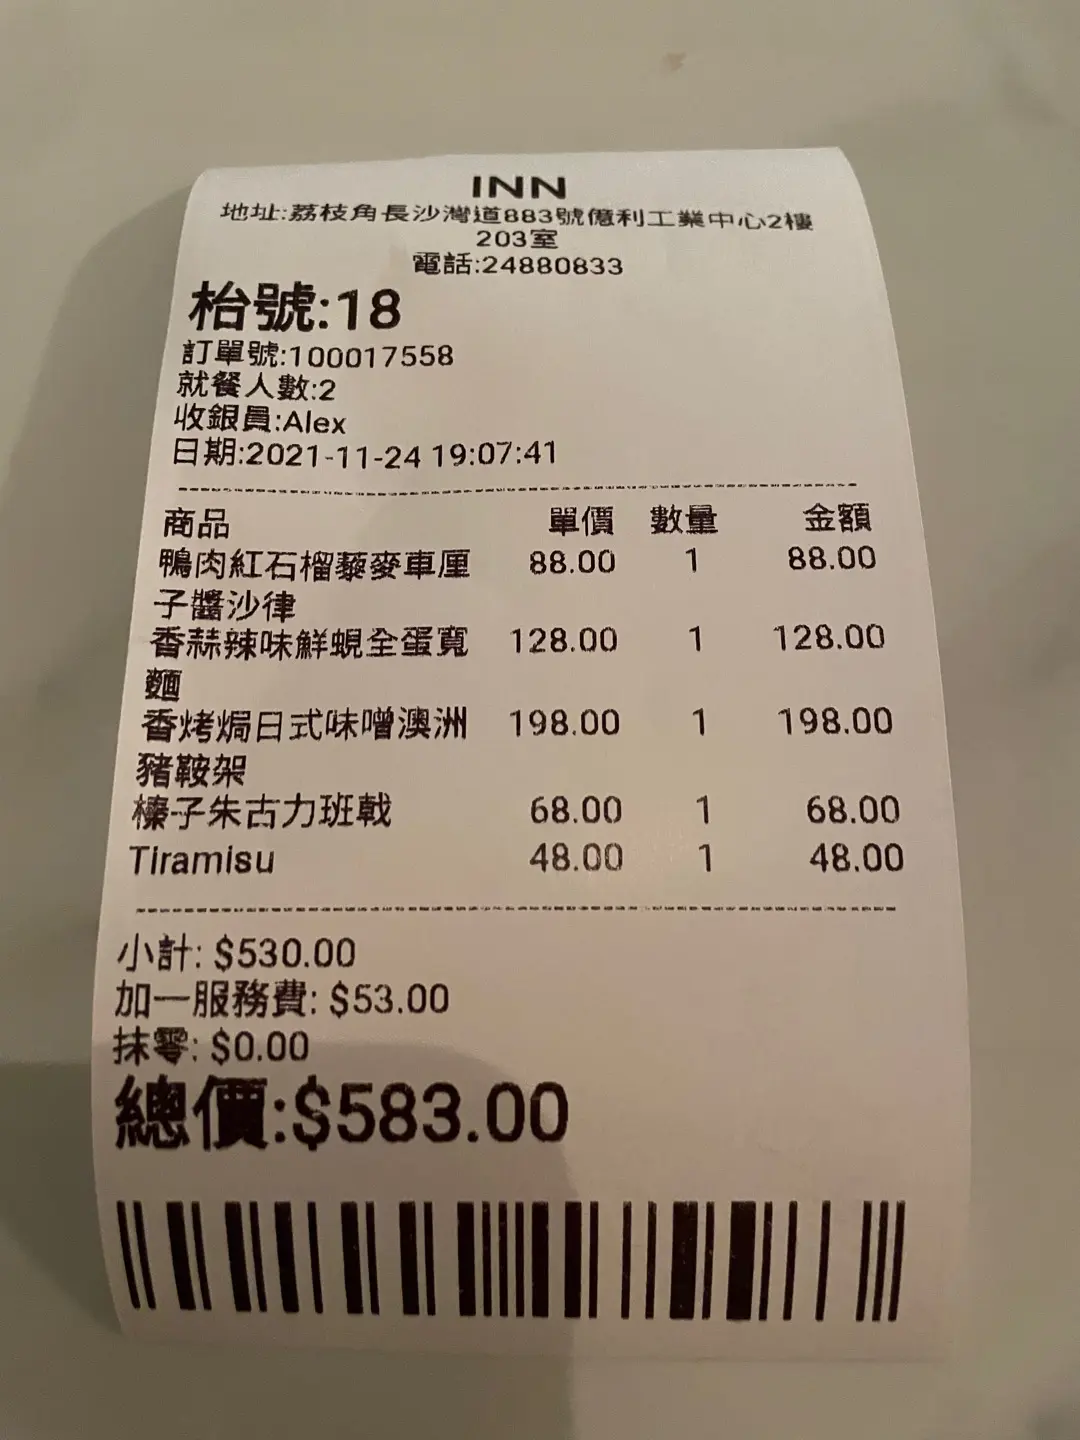 INN
地址:荔枝角長沙灣道883號億利工業中心2樓
203室
電話:24880833
枱號:18
訂單號:100017558
就餐人數:2
收銀員:Alex
日期:2021-11-24 19:07:41
商品 單價 數量 金額
鴨肉紅石榴藜麥車厘 88.00 1 88.00
子醬沙律
香蒜辣味鮮蜆全蛋寬 128.00 1 128.00
麵
香烤焗日式味噌澳洲 198.00 1 198.00
豬鞍架
榛子朱古力班戟 68.00 1 68.00
Tiramisu 48.00 1 48.00
小計: $530.00
加一服務費: $53.00
抹零: $0.00
總價:$583.00